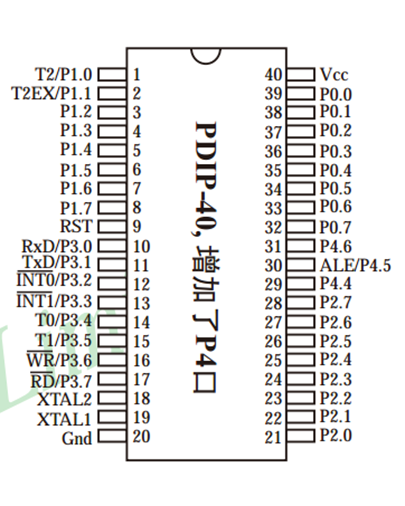 T2/P1.0 1 40 Vcc
T2EX/P1.1 2 39 P0.0
P1.2 3 38 P0.1
P1.3 4 37 P0.2
P1.4 5 36 P0.3
P1.5 6 35 P0.4
P1.6 7 34 P0.5
P1.7 8 33 P0.6
RST 9 32 P0.7
RxD/P3.0 10 31 P4.6
TxD/P3.1 11 30 ALE/P4.5
INT0/P3.2 12 29 P4.4
INT1/P3.3 13 28 P2.7
T0/P3.4 14 27 P2.6
T1/P3.5 15 26 P2.5
WR/P3.6 16 25 P2.4
RD/P3.7 17 24 P2.3
XTAL2 18 23 P2.2
XTAL1 19 22 P2.1
Gnd 20 21 P2.0
PDIP-40, 增加了P4口